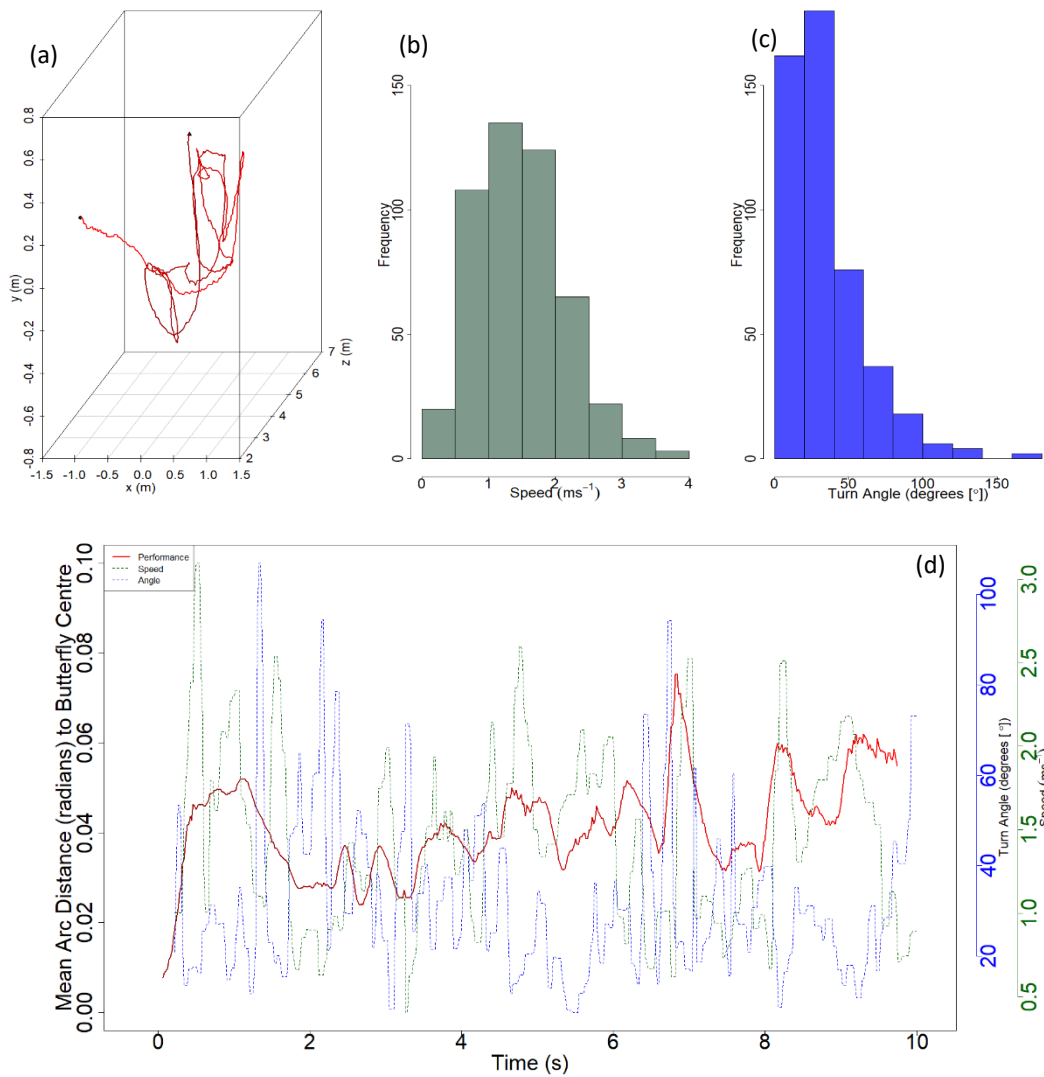 (a)
0.8
0.6
0.4
0.2
0.0
-0.2
-0.4
-0.6
-0.8
y (m)
-1.5 -1.0 -0.5 0.0 0.5 1.0 1.5
x (m)
2
3
4
5
6
7
z (m)
(b)
150
100
50
0
Frequency
0 1 2 3 4
Speed (ms⁻¹)
(c)
150
100
50
0
Frequency
0 50 100 150
Turn Angle (degrees [°])
(d)
Performance
Speed
Angle
0.10
0.08
0.06
0.04
0.02
0.00
Mean Arc Distance (radians) to Butterfly Centre
0 2 4 6 8 10
Time (s)
100
80
60
40
20
Turn Angle (degrees [°])
3.0
2.5
2.0
1.5
1.0
0.5
Speed (ms⁻¹)